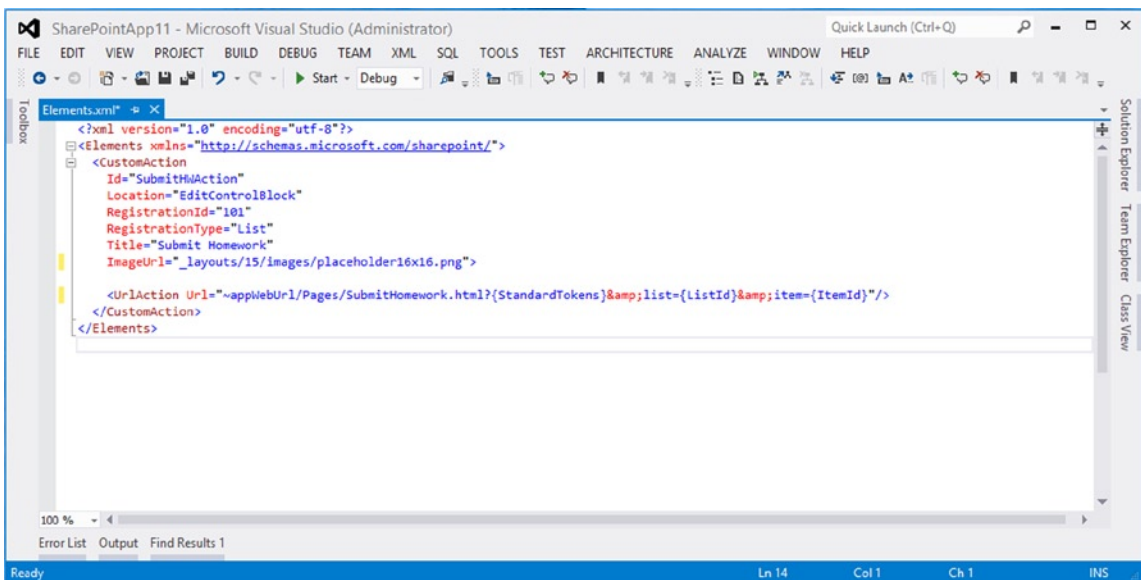 SharePointApp11 - Microsoft Visual Studio (Administrator)
Quick Launch (Ctrl+Q)
FILE EDIT VIEW PROJECT BUILD DEBUG TEAM XML SQL TOOLS TEST ARCHITECTURE ANALYZE WINDOW HELP
Start Debug
Toolbox
Elements.xml*
<?xml version="1.0" encoding="utf-8"?>
<Elements xmlns="http://schemas.microsoft.com/sharepoint/">
<CustomAction
Id="SubmitHWAction"
Location="EditControlBlock"
RegistrationId="101"
RegistrationType="List"
Title="Submit Homework"
ImageUrl="_layouts/15/images/placeholder16x16.png">
<UrlAction Url="~appWebUrl/Pages/SubmitHomework.html?{StandardTokens}&amp;list={ListId}&amp;item={ItemId}"/>
</CustomAction>
</Elements>
Solution Explorer
Team Explorer
Class View
100 %
Error List Output Find Results 1
Ready Ln 14 Col 1 Ch 1 INS